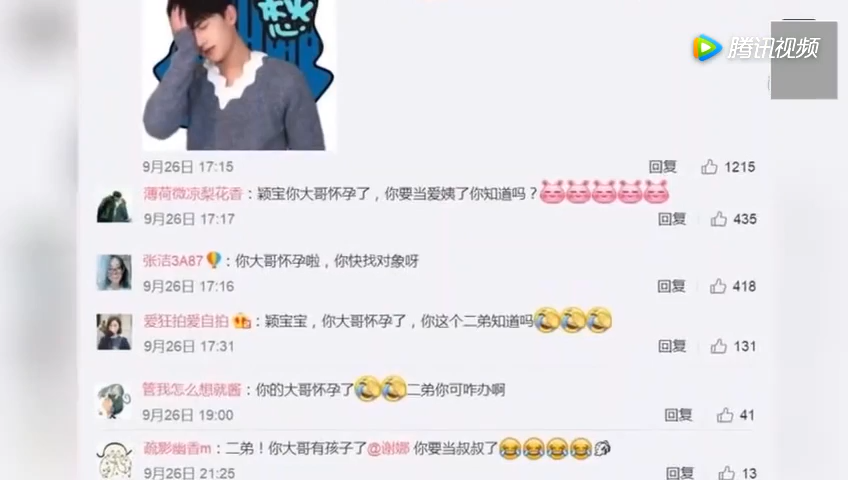 愁
腾讯视频
9月26日 17:15 回复 1215
薄荷微凉梨花香：颖宝你大哥怀孕了，你要当爱姨了你知道吗？
9月26日 17:17 回复 435
张洁3A87：你大哥怀孕啦，你快找对象呀
9月26日 17:16 回复 418
爱狂拍爱自拍：颖宝宝，你大哥怀孕了，你这个二弟知道吗
9月26日 17:31 回复 131
管我怎么想就酱：你的大哥怀孕了二弟你可咋办啊
9月26日 19:00 回复 41
疏影幽香m：二弟！你大哥有孩子了@谢娜 你要当叔叔了
9月26日 21:25 回复 13